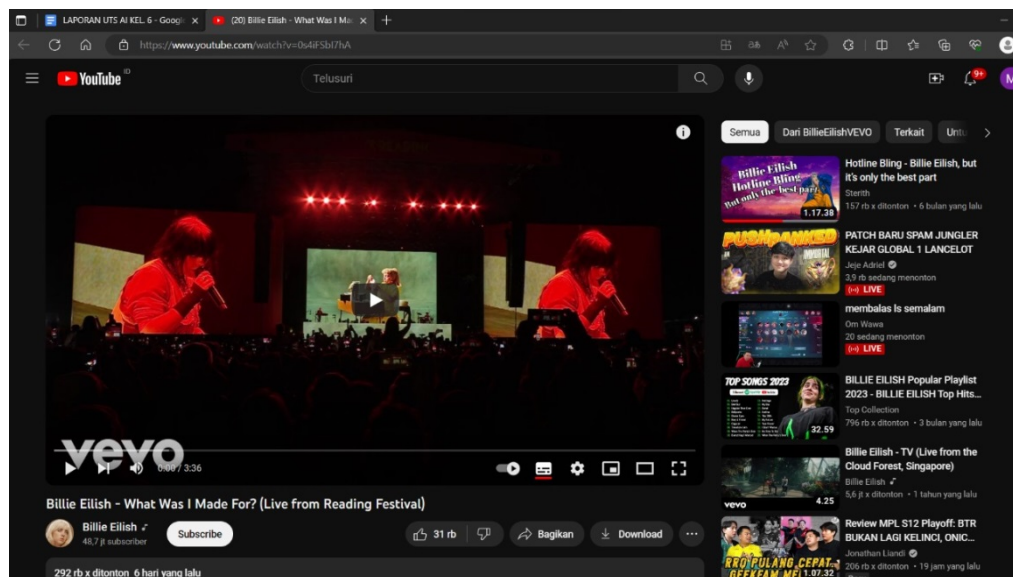 LAPORAN UTS AI KEL. 6 - Googl
(20) Billie Eilish - What Was I Ma
https://www.youtube.com/watch?v=0s4iFSbI7hA
9+
YouTube ID
Telusuri
M
Semua
Dari BillieEilishVEVO
Terkait
Untu
Billie Eilish
Hotline Bling
But only the best part
1.17.38
Hotline Bling - Billie Eilish, but
it's only the best part
Sterith
157 rb x ditonton • 6 bulan yang lalu
PUSHRANKED
PATCH BARU SPAM JUNGLER
KEJAR GLOBAL 1 LANCELOT
Jeje Adriel
3,9 rb sedang menonton
LIVE
membalas ls semalam
Om Wawa
20 sedang menonton
LIVE
TOP SONGS 2023
32.59
BILLIE EILISH Popular Playlist
2023 - BILLIE EILISH Top Hits...
Top Collection
796 rb x ditonton • 3 bulan yang lalu
vevo
4.25
Billie Eilish - TV (Live from the
Cloud Forest, Singapore)
Billie Eilish
5,6 jt x ditonton • 1 tahun yang lalu
RRQ PULANG CEPAT
1.07.32
Review MPL S12 Playoff: BTR
BUKAN LAGI KELINCI, ONIC...
Jonathan Liandi
206 rb x ditonton • 19 jam yang lalu
vevo
0:00 / 3:36
Billie Eilish - What Was I Made For? (Live from Reading Festival)
Billie Eilish
48,7 jt subscriber
Subscribe
31 rb
Bagikan
Download
292 rb x ditonton 6 hari yang lalu